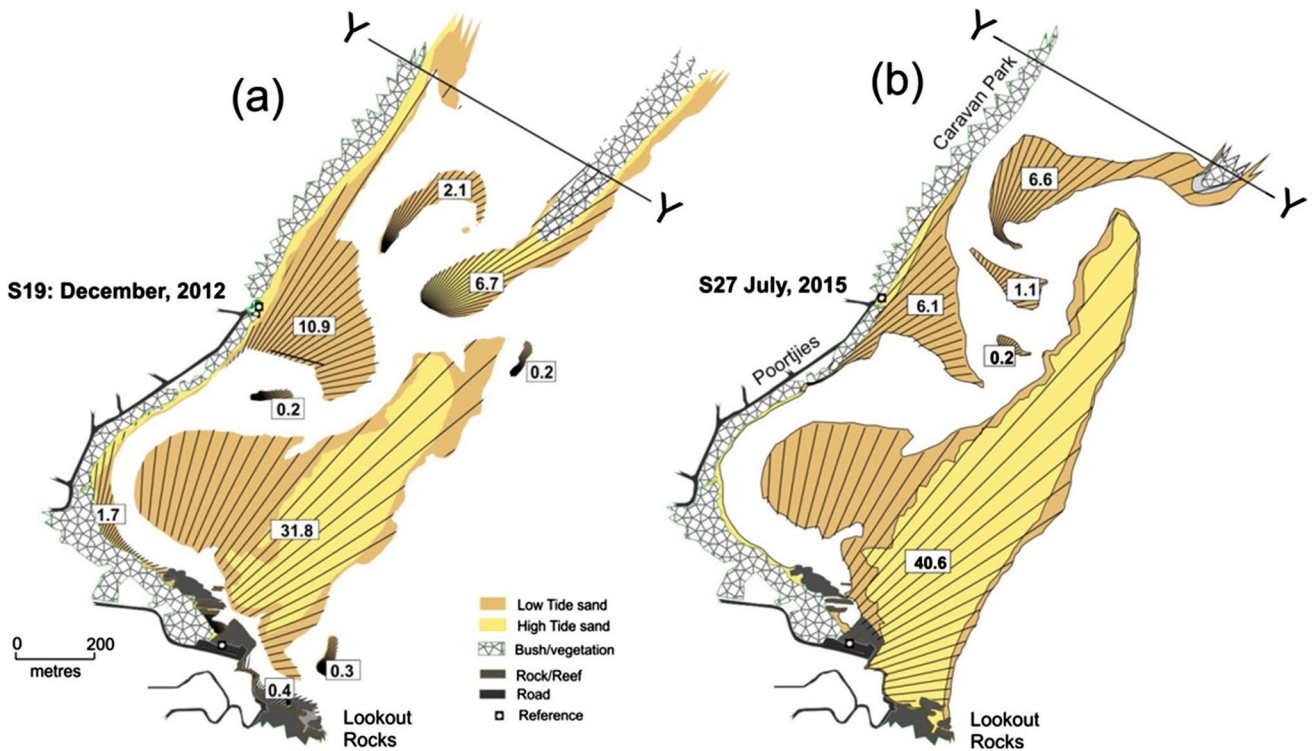 (a)
Y
Y
2.1
6.7
S19: December, 2012
10.9
0.2
0.2
1.7
31.8
0.3
0.4
0 200
metres
Lookout
Rocks
Low Tide sand
High Tide sand
Bush/vegetation
Rock/Reef
Road
Reference
(b)
Y
Y
Caravan Park
6.6
S27 July, 2015
1.1
6.1
0.2
Poortjies
40.6
Lookout
Rocks